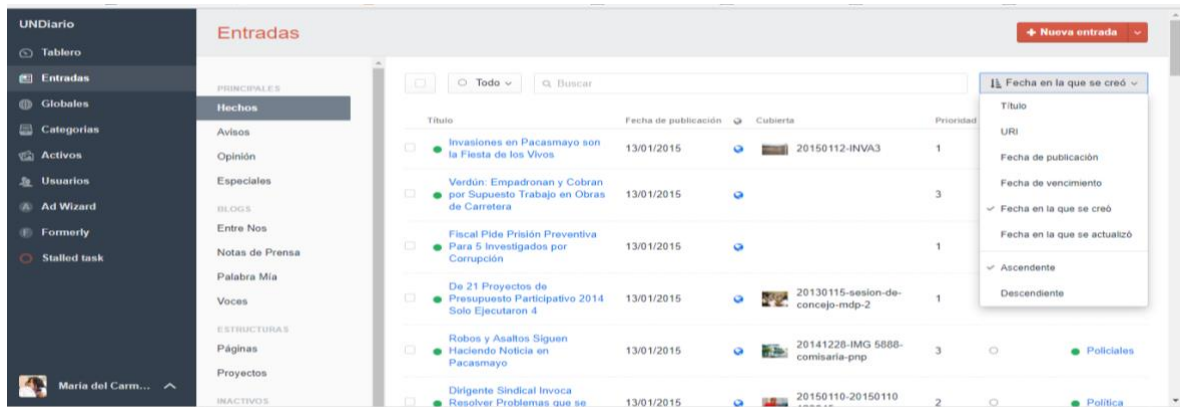 UNDiario
Tablero
Entradas
Globales
Categorías
Activos
Usuarios
Ad Wizard
Formerly
Stalled task
María del Carm...
Entradas
+ Nueva entrada
PRINCIPALES
Hechos
Avisos
Opinión
Especiales
BLOGS
Entre Nos
Notas de Prensa
Palabra Mía
Voces
ESTRUCTURAS
Páginas
Proyectos
INACTIVOS
Todo
Buscar
Fecha en la que se creó
Título
URI
Fecha de publicación
Fecha de vencimiento
Fecha en la que se creó
Fecha en la que se actualizó
Ascendente
Descendiente
Título Fecha de publicación Cubierta Prioridad
Invasiones en Pacasmayo son
la Fiesta de los Vivos
13/01/2015 20150112-INVA3 1
Verdún: Empadronan y Cobran
por Supuesto Trabajo en Obras
de Carretera
13/01/2015 3
Fiscal Pide Prisión Preventiva
Para 5 Investigados por
Corrupción
13/01/2015 1
De 21 Proyectos de
Presupuesto Participativo 2014
Solo Ejecutaron 4
13/01/2015
20130115-sesion-de-
concejo-mdp-2
1
Robos y Asaltos Siguen
Haciendo Noticia en
Pacasmayo
13/01/2015
20141228-IMG 5888-
comisaria-pnp
3 Policiales
Dirigente Sindical Invoca
Resolver Problemas que se
13/01/2015
20150110-20150110
2 Política